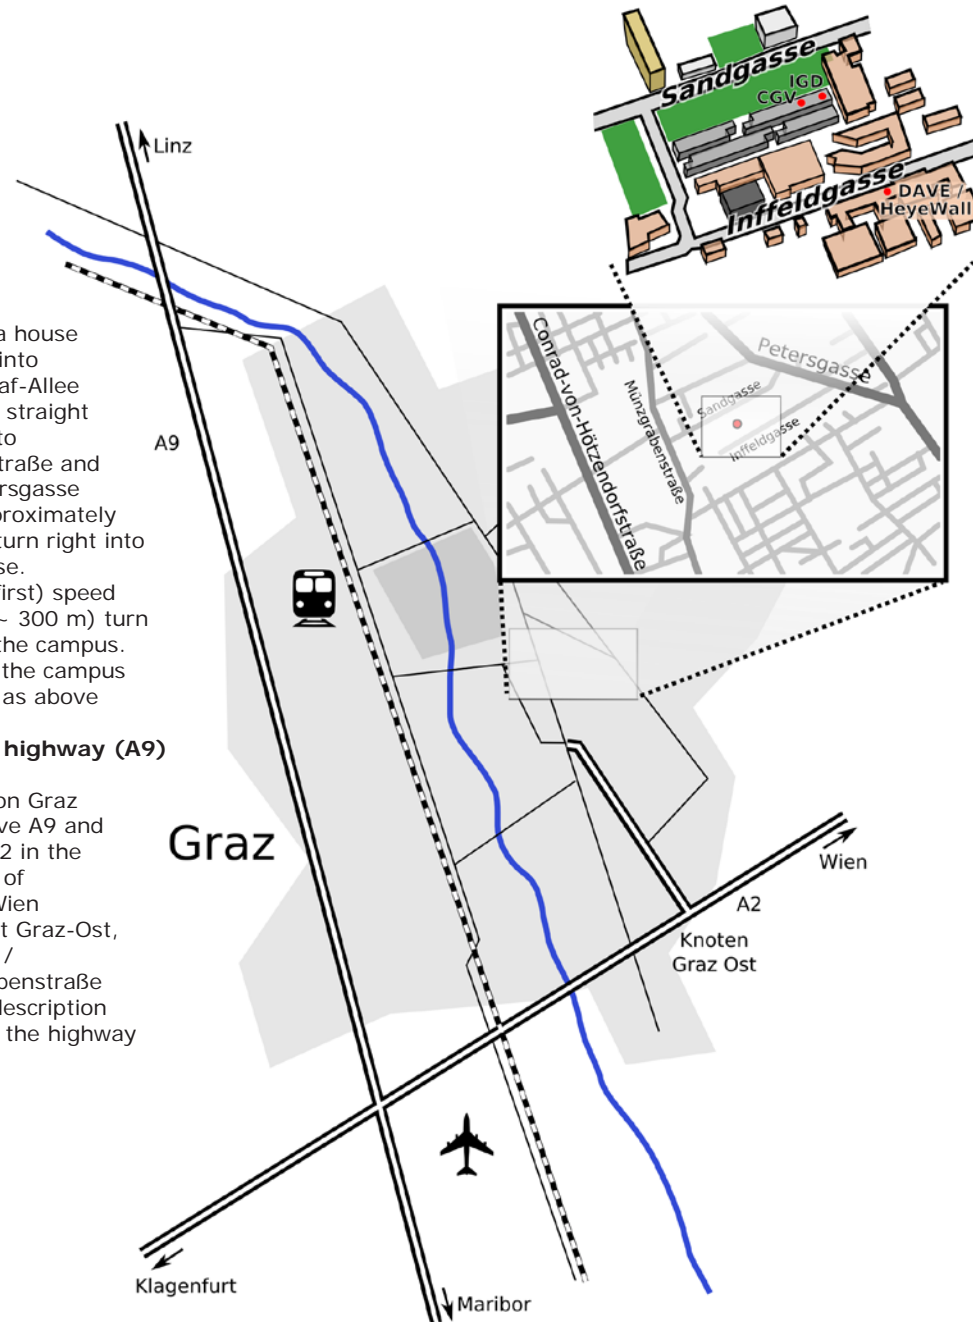 Sandgasse
IGD
CGV
Inffeldgasse
DAVE /
HeyeWall
Linz
A9
Conrad-von-Hötzendorfstraße
Münzgrabenstraße
Petersgasse
Sandgasse
Inffeldgasse
a house
into
af-Allee
straight
to
traße and
rsgasse
proximately
turn right into
se.
first) speed
~ 300 m) turn
the campus.
the campus
as above
highway (A9)
on Graz
ve A9 and
2 in the
of
Wien
t Graz-Ost,
/
benstraße
description
the highway
Graz
Wien
A2
Knoten
Graz Ost
Klagenfurt
Maribor